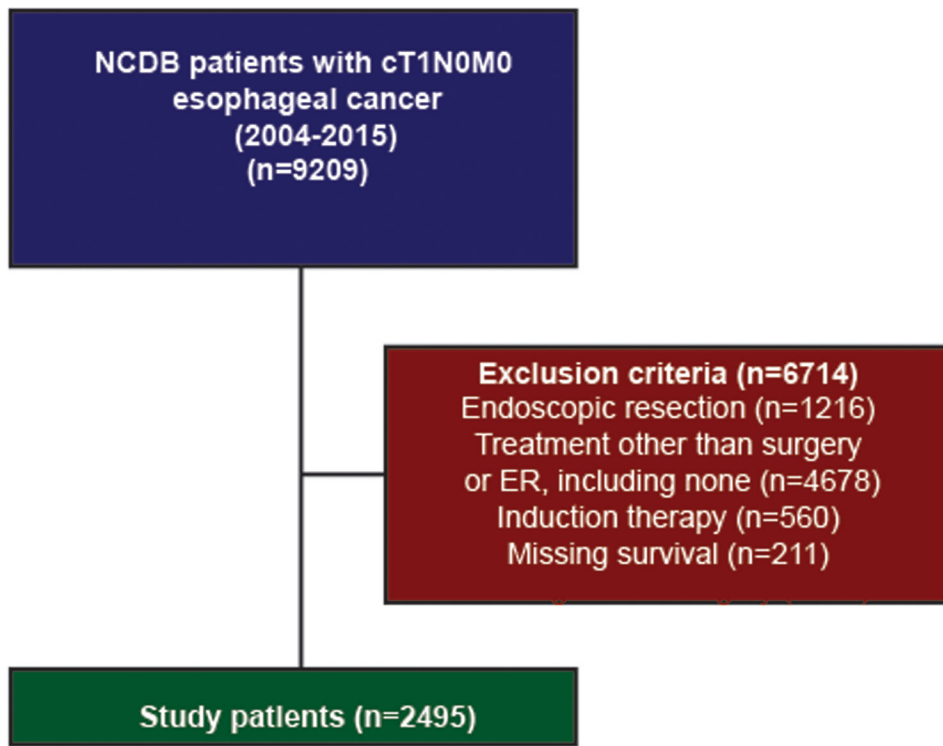 NCDB patients with cT1N0M0
esophageal cancer
(2004-2015)
(n=9209)
Exclusion criteria (n=6714)
Endoscopic resection (n=1216)
Treatment other than surgery
or ER, including none (n=4678)
Induction therapy (n=560)
Missing survival (n=211)
Study patients (n=2495)